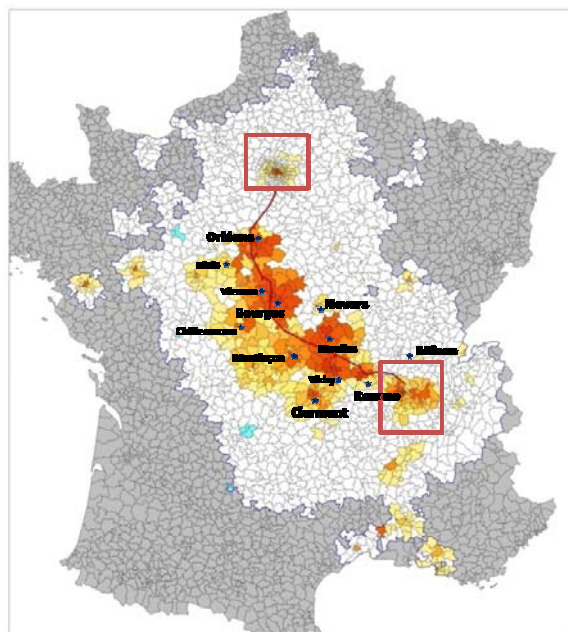 Orléans
Blois
Vierzon
Bourges
Nevers
Châteauroux
Moulins
Mâcon
Montluçon
Vichy
Roanne
Clermont